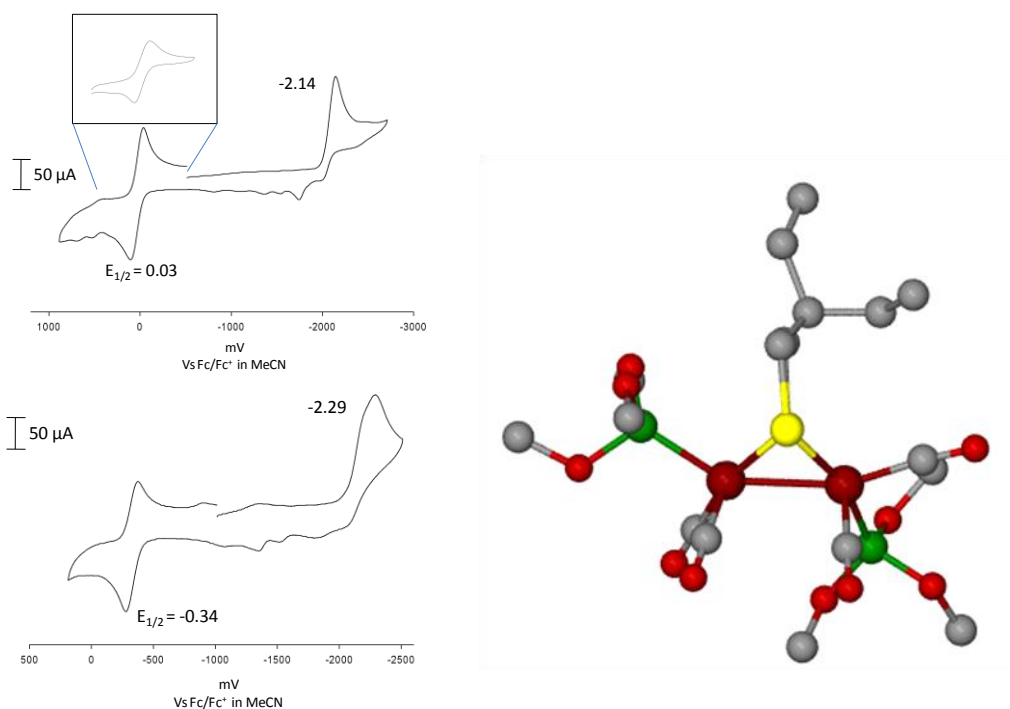 -2.14
50 µA
E1/2 = 0.03
1000 0 -1000 -2000 -3000
mV
Vs Fc/Fc⁺ in MeCN
-2.29
50 µA
E1/2 = -0.34
500 0 -500 -1000 -1500 -2000 -2500
mV
Vs Fc/Fc⁺ in MeCN